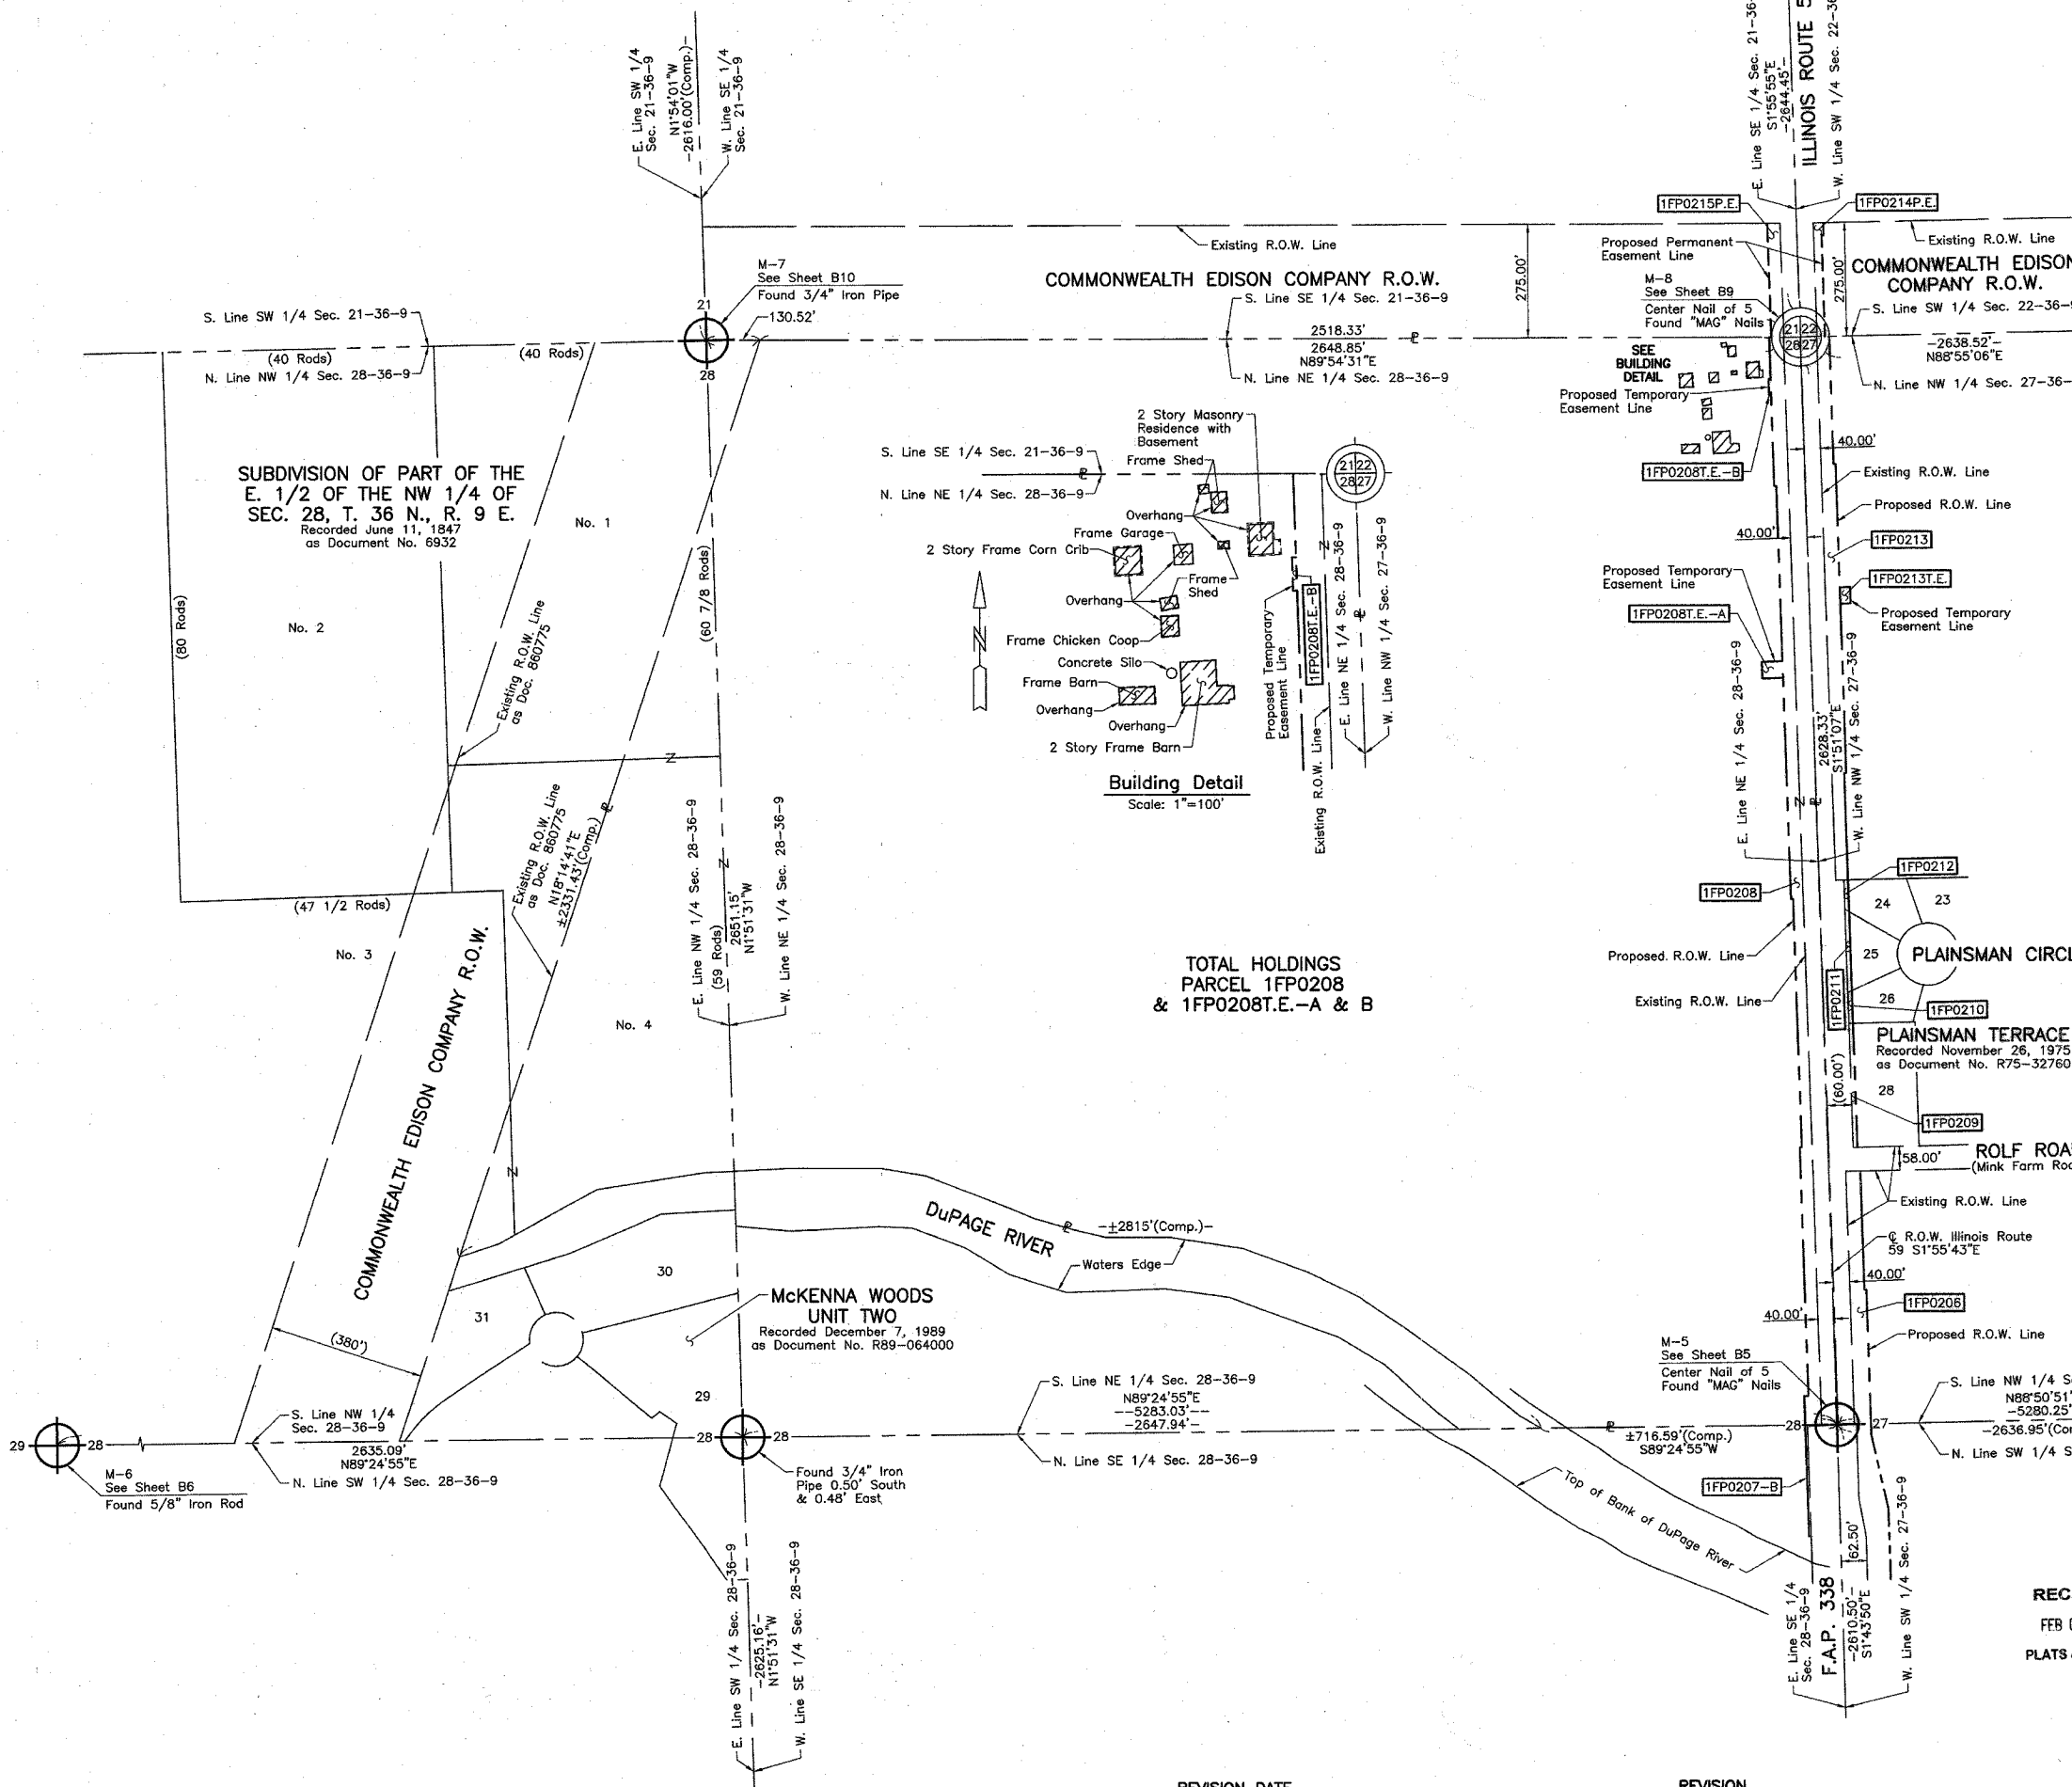 E. Line SW 1/4
Sec. 21-36-9
N1°54'01"W
-2616.00'(Comp.)-
W. Line SE 1/4
Sec. 21-36-9
E. Line SE 1/4 Sec. 21-36-
S1°55'55"E
-2644.45'-
ILLINOIS ROUTE 5
W. Line SW 1/4 Sec. 22-36
1FP0215P.E.
1FP0214P.E.
Existing R.O.W. Line
Proposed Permanent
Easement Line
Existing R.O.W. Line
M-7
See Sheet B10
Found 3/4" Iron Pipe
COMMONWEALTH EDISON COMPANY R.O.W.
275.00'
M-8
See Sheet B9
Center Nail of 5
Found "MAG" Nails
275.00'
COMMONWEALTH EDISON
COMPANY R.O.W.
S. Line SW 1/4 Sec. 21-36-9
21
130.52'
S. Line SE 1/4 Sec. 21-36-9
S. Line SW 1/4 Sec. 22-36-
(40 Rods)
(40 Rods)
2518.33'
2648.85'
N89°54'31"E
21 22
28 27
-2638.52'-
N88°55'06"E
N. Line NW 1/4 Sec. 28-36-9
28
N. Line NE 1/4 Sec. 28-36-9
SEE
BUILDING
DETAIL
N. Line NW 1/4 Sec. 27-36-
Proposed Temporary
Easement Line
SUBDIVISION OF PART OF THE
E. 1/2 OF THE NW 1/4 OF
SEC. 28, T. 36 N., R. 9 E.
Recorded June 11, 1847
as Document No. 6932
No. 1
2 Story Masonry
Residence with
Basement
S. Line SE 1/4 Sec. 21-36-9
Frame Shed
21 22
28 27
N. Line NE 1/4 Sec. 28-36-9
Overhang
Frame Garage
2 Story Frame Corn Crib
Frame
Shed
Overhang
Frame Chicken Coop
Concrete Silo
Frame Barn
Overhang
Overhang
2 Story Frame Barn
N
Proposed Temporary
Easement Line
1FP0208T.E.-B
Existing R.O.W. Line
E. Line NE 1/4 Sec. 28-36-9
W. Line NW 1/4 Sec. 27-36-9
Building Detail
Scale: 1"=100'
40.00'
1FP0208T.E.-B
Existing R.O.W. Line
Proposed R.O.W. Line
40.00'
1FP0213
Proposed Temporary
Easement Line
1FP0213T.E.
1FP0208T.E.-A
Proposed Temporary
Easement Line
No. 2
(80 Rods)
(60 7/8 Rods)
Existing R.O.W. Line
as Doc. 860775
E. Line NE 1/4 Sec. 28-36-9
2628.33'
S1°51'07"E
W. Line NW 1/4 Sec. 27-36-9
Existing R.O.W. Line
as Doc. 860775
N18°14'41"E
±2331.43'(Comp.)
E. Line NW 1/4 Sec. 28-36-9
(59 Rods)
2651.15'
N1°51'31"W
W. Line NE 1/4 Sec. 28-36-9
(47 1/2 Rods)
No. 3
No. 4
COMMONWEALTH EDISON COMPANY R.O.W.
TOTAL HOLDINGS
PARCEL 1FP0208
& 1FP0208T.E.-A & B
1FP0212
1FP0208
24
23
25
PLAINSMAN CIRCL
Proposed R.O.W. Line
Existing R.O.W. Line
1FP0211
26
1FP0210
PLAINSMAN TERRACE
Recorded November 26, 1975
as Document No. R75-32760
(60.00')
28
1FP0209
58.00'
ROLF ROA
(Mink Farm Roa
Existing R.O.W. Line
℄ R.O.W. Illinois Route
59 S1°55'43"E
40.00'
1FP0206
40.00'
Proposed R.O.W. Line
DuPAGE RIVER
-±2815'(Comp.)-
Waters Edge
30
31
McKENNA WOODS
UNIT TWO
Recorded December 7, 1989
as Document No. R89-064000
(380')
29
M-5
See Sheet B5
Center Nail of 5
Found "MAG" Nails
S. Line NE 1/4 Sec. 28-36-9
N89°24'55"E
--5283.03'--
-2647.94'-
N. Line SE 1/4 Sec. 28-36-9
S. Line NW 1/4 S
N88°50'51"
-5280.25'
-2636.95'(Co
N. Line SW 1/4 S
S. Line NW 1/4
Sec. 28-36-9
2635.09'
N89°24'55"E
N. Line SW 1/4 Sec. 28-36-9
29
28
28
28
28
27
±716.59'(Comp.)
S89°24'55"W
M-6
See Sheet B6
Found 5/8" Iron Rod
Found 3/4" Iron
Pipe 0.50' South
& 0.48' East
1FP0207-B
Top of Bank of DuPage River
62.50'
E. Line SW 1/4 Sec. 28-36-9
-2625.16'-
N1°51'31"W
W. Line SE 1/4 Sec. 28-36-9
E. Line SE 1/4
Sec. 28-36-9
F.A.P. 338
-2610.50'-
S1°43'50"E
W. Line SW 1/4 Sec. 27-36-9
REC
FEB
PLATS
REVISION DATE
REVISION